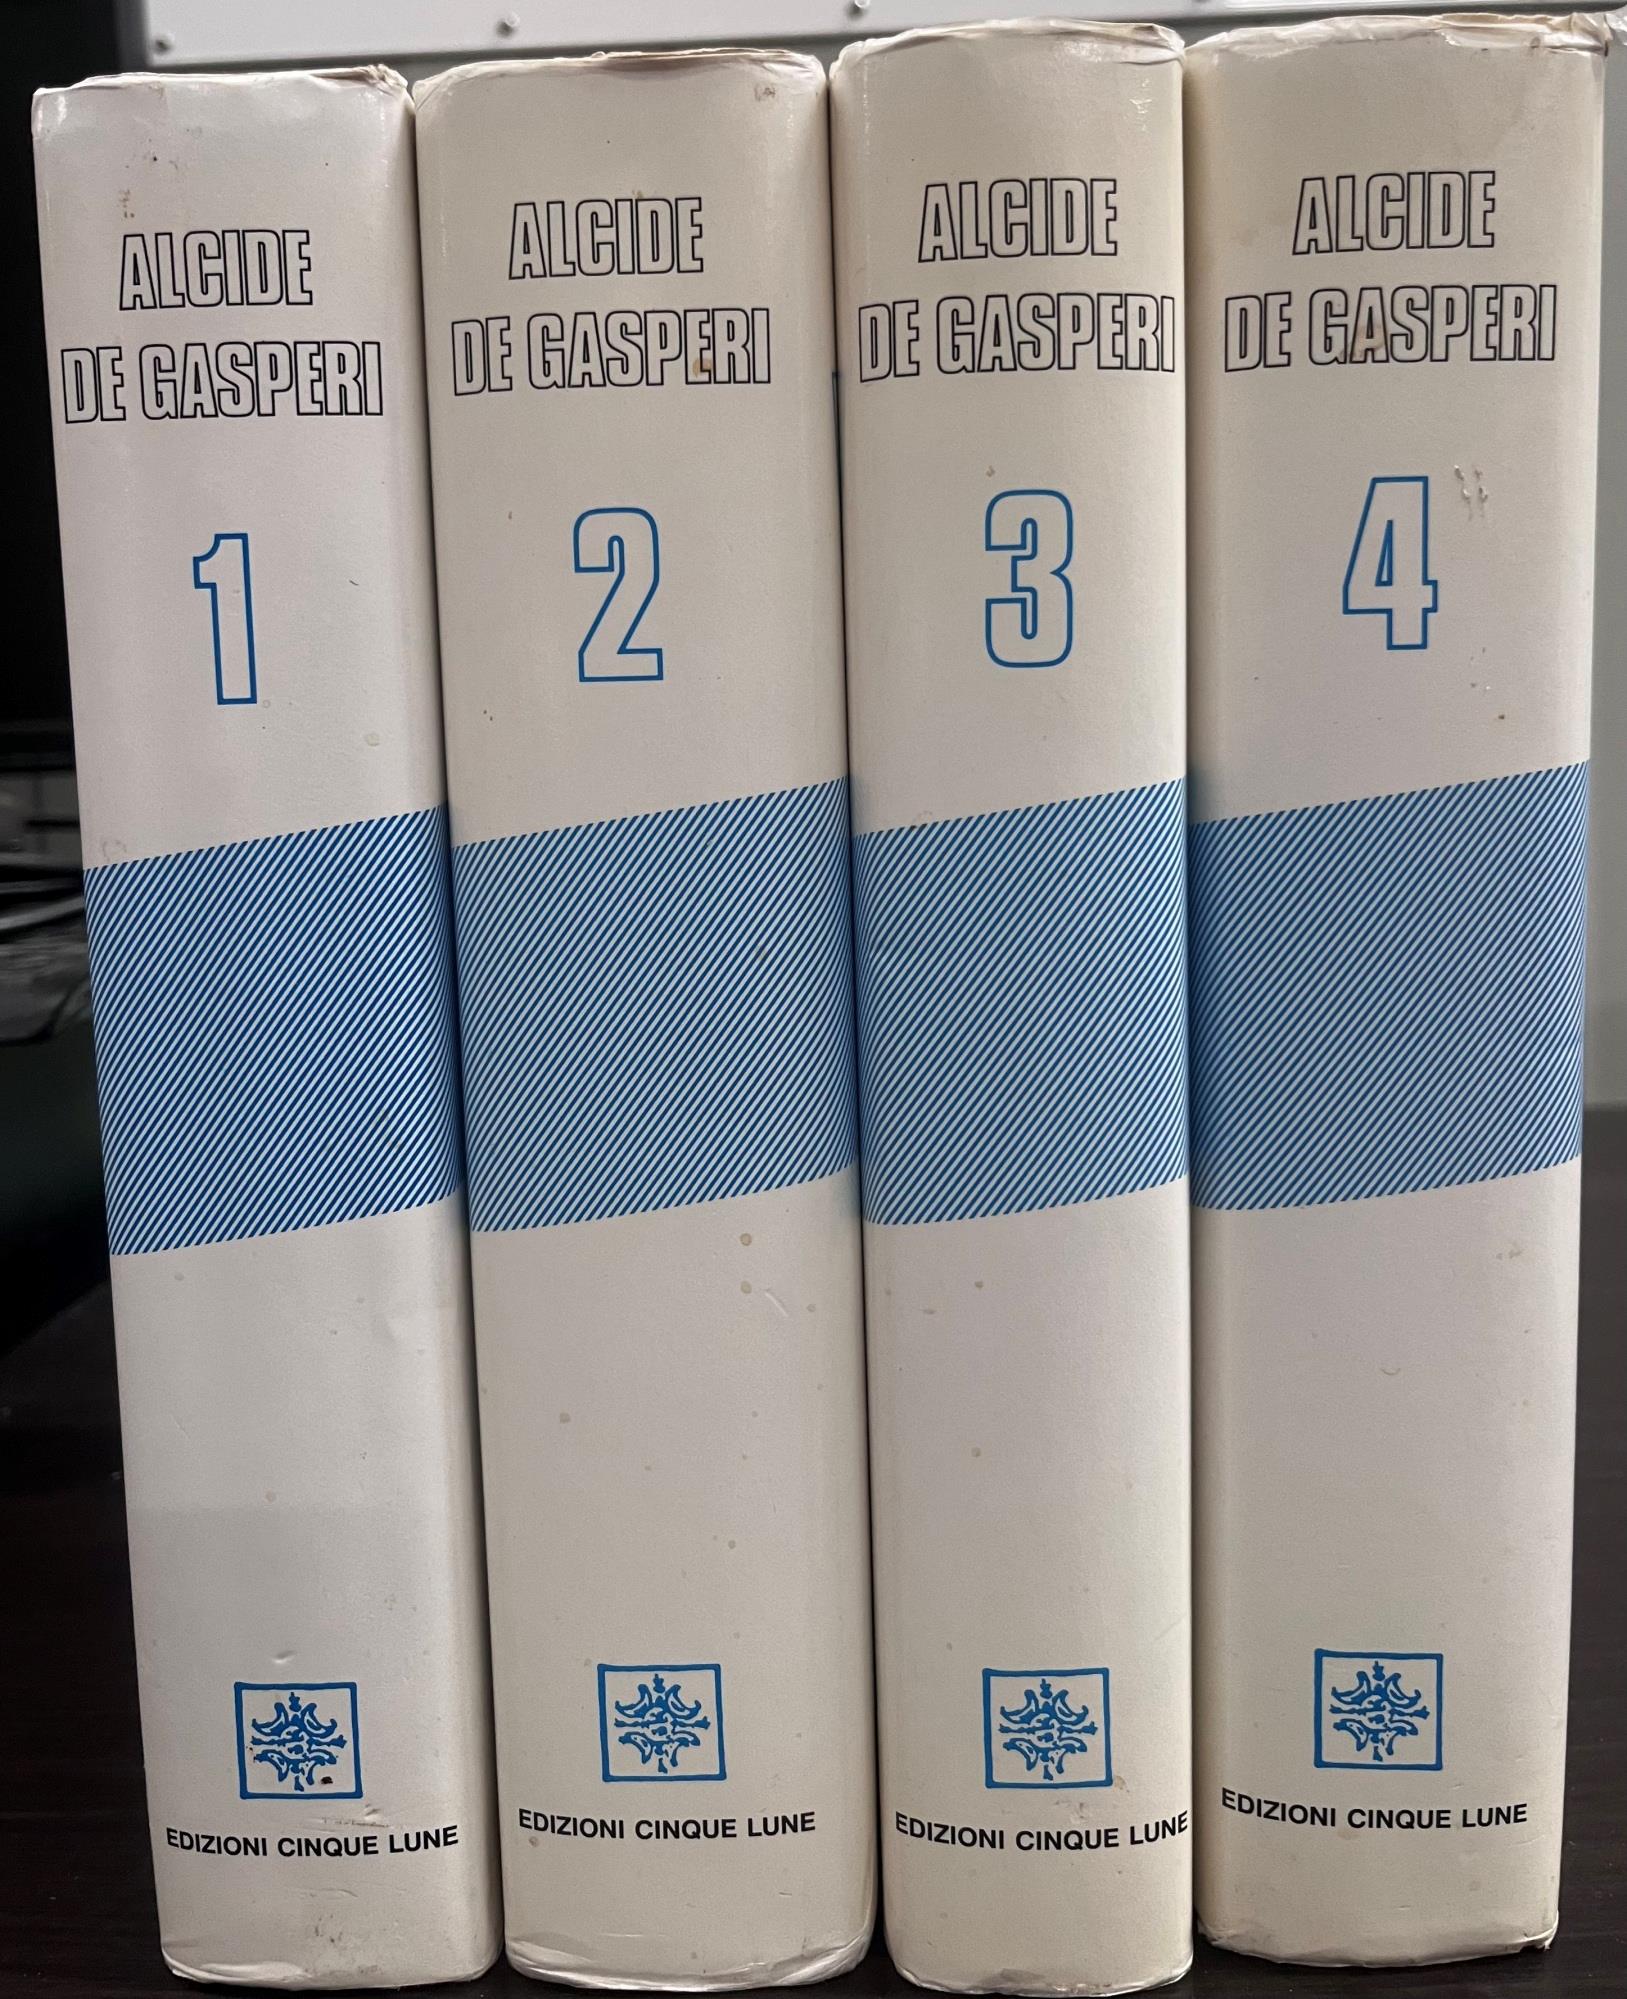 ALCIDE
DE GASPERI
1
EDIZIONI CINQUE LUNE
ALCIDE
DE GASPERI
2
EDIZIONI CINQUE LUNE
ALCIDE
DE GASPERI
3
EDIZIONI CINQUE LUNE
ALCIDE
DE GASPERI
4
EDIZIONI CINQUE LUNE